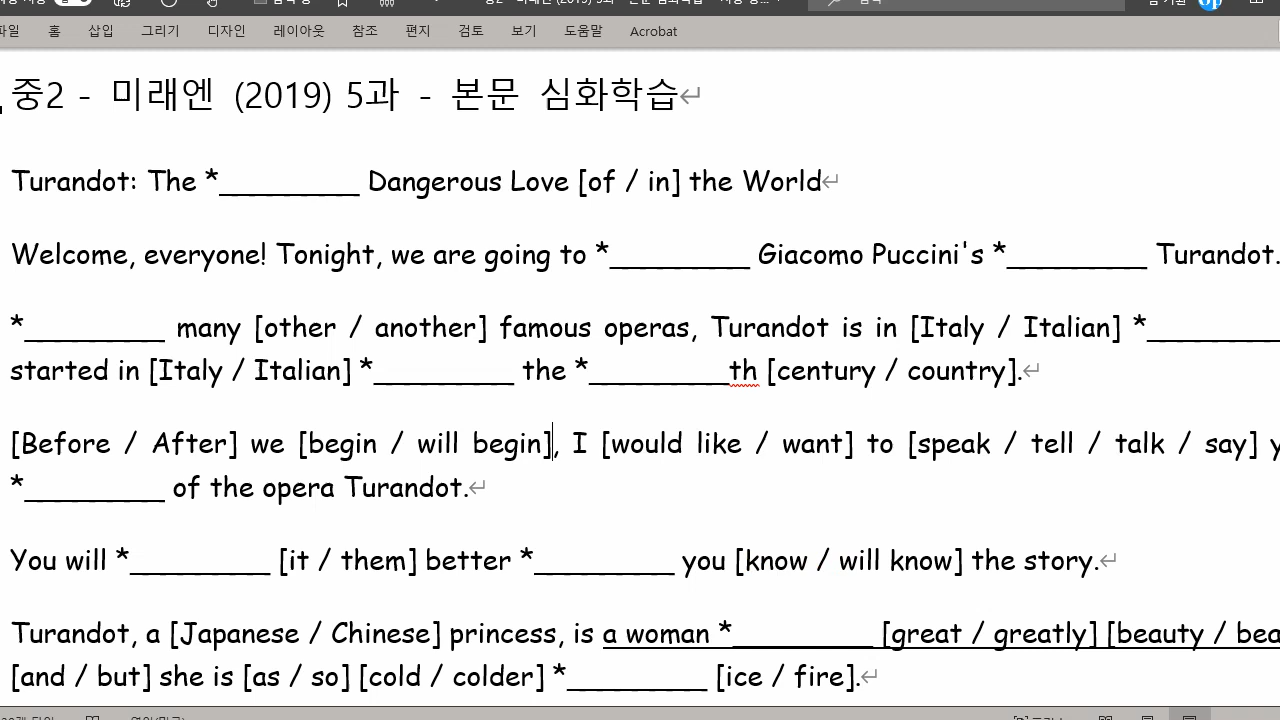 홈 삽입 그리기 디자인 레이아웃 참조 편지 검토 보기 도움말 Acrobat
중2 - 미래엔 (2019) 5과 - 본문 심화학습
Turandot: The *________ Dangerous Love [of / in] the World
Welcome, everyone! Tonight, we are going to *________ Giacomo Puccini's *________ Turandot.
*________ many [other / another] famous operas, Turandot is in [Italy / Italian] *________
started in [Italy / Italian] *________ the *________th [century / country].
[Before / After] we [begin / will begin], I [would like / want] to [speak / tell / talk / say]
*________ of the opera Turandot.
You will *________ [it / them] better *________ you [know / will know] the story.
Turandot, a [Japanese / Chinese] princess, is a woman *________ [great / greatly] [beauty /
[and / but] she is [as / so] [cold / colder] *________ [ice / fire].